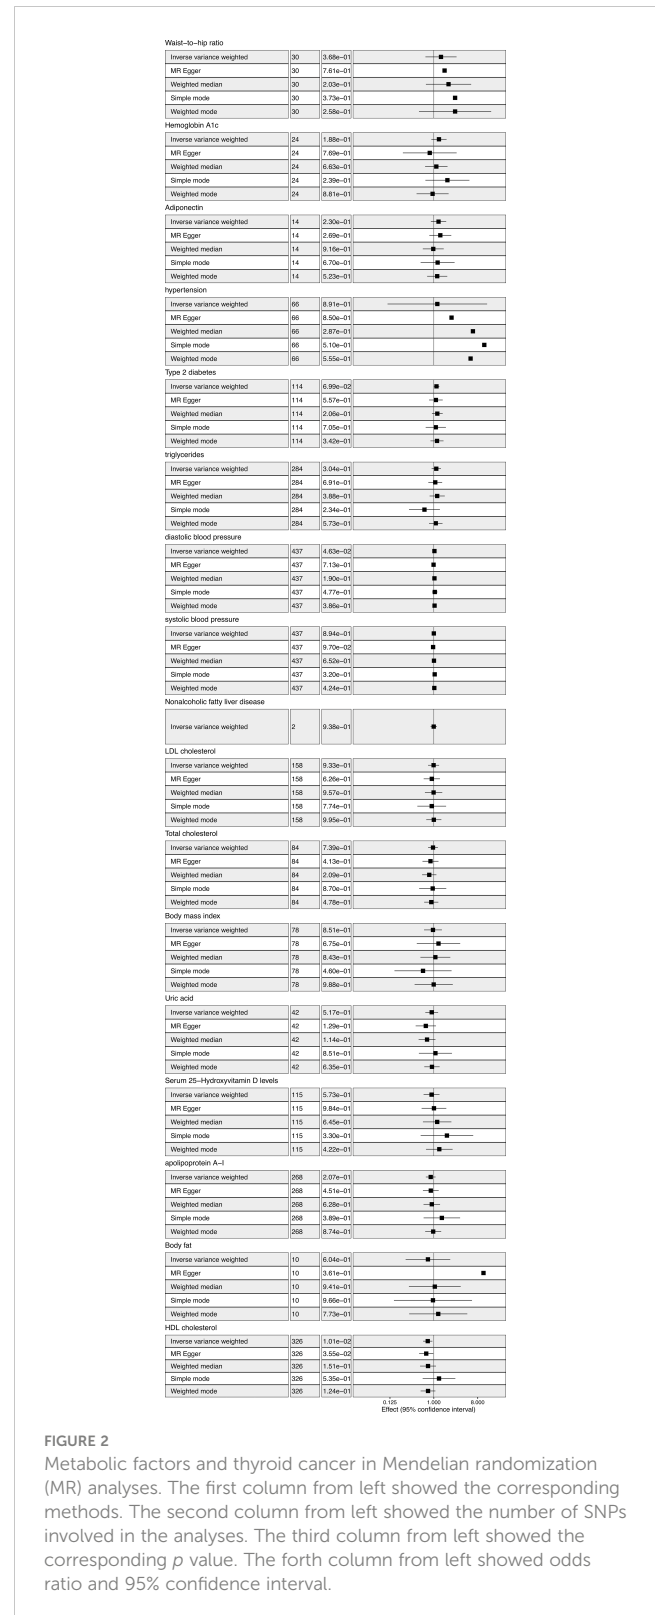 Waist−to−hip ratio
Inverse variance weighted 30 3.68e−01
MR Egger 30 7.61e−01
Weighted median 30 2.03e−01
Simple mode 30 3.73e−01
Weighted mode 30 2.58e−01
Hemoglobin A1c
Inverse variance weighted 24 1.88e−01
MR Egger 24 7.69e−01
Weighted median 24 6.63e−01
Simple mode 24 2.39e−01
Weighted mode 24 8.81e−01
Adiponectin
Inverse variance weighted 14 2.30e−01
MR Egger 14 2.69e−01
Weighted median 14 9.16e−01
Simple mode 14 6.70e−01
Weighted mode 14 5.23e−01
hypertension
Inverse variance weighted 66 8.91e−01
MR Egger 66 8.50e−01
Weighted median 66 2.87e−01
Simple mode 66 5.10e−01
Weighted mode 66 5.55e−01
Type 2 diabetes
Inverse variance weighted 114 6.99e−02
MR Egger 114 5.57e−01
Weighted median 114 2.06e−01
Simple mode 114 7.05e−01
Weighted mode 114 3.42e−01
triglycerides
Inverse variance weighted 284 3.04e−01
MR Egger 284 6.91e−01
Weighted median 284 3.88e−01
Simple mode 284 2.34e−01
Weighted mode 284 5.73e−01
diastolic blood pressure
Inverse variance weighted 437 4.63e−02
MR Egger 437 7.13e−01
Weighted median 437 1.90e−01
Simple mode 437 4.77e−01
Weighted mode 437 3.86e−01
systolic blood pressure
Inverse variance weighted 437 8.94e−01
MR Egger 437 9.70e−02
Weighted median 437 6.52e−01
Simple mode 437 3.20e−01
Weighted mode 437 4.24e−01
Nonalcoholic fatty liver disease
Inverse variance weighted 2 9.38e−01
LDL cholesterol
Inverse variance weighted 158 9.33e−01
MR Egger 158 6.26e−01
Weighted median 158 9.57e−01
Simple mode 158 7.74e−01
Weighted mode 158 9.95e−01
Total cholesterol
Inverse variance weighted 84 7.39e−01
MR Egger 84 4.13e−01
Weighted median 84 2.09e−01
Simple mode 84 8.70e−01
Weighted mode 84 4.78e−01
Body mass index
Inverse variance weighted 78 8.51e−01
MR Egger 78 6.75e−01
Weighted median 78 8.43e−01
Simple mode 78 4.60e−01
Weighted mode 78 9.88e−01
Uric acid
Inverse variance weighted 42 5.17e−01
MR Egger 42 1.29e−01
Weighted median 42 1.14e−01
Simple mode 42 8.51e−01
Weighted mode 42 6.35e−01
Serum 25−Hydroxyvitamin D levels
Inverse variance weighted 115 5.73e−01
MR Egger 115 9.84e−01
Weighted median 115 6.45e−01
Simple mode 115 3.30e−01
Weighted mode 115 4.22e−01
apolipoprotein A−I
Inverse variance weighted 268 2.07e−01
MR Egger 268 4.51e−01
Weighted median 268 6.28e−01
Simple mode 268 3.89e−01
Weighted mode 268 8.74e−01
Body fat
Inverse variance weighted 10 6.04e−01
MR Egger 10 3.61e−01
Weighted median 10 9.41e−01
Simple mode 10 9.66e−01
Weighted mode 10 7.73e−01
HDL cholesterol
Inverse variance weighted 326 1.01e−02
MR Egger 326 3.55e−02
Weighted median 326 1.51e−01
Simple mode 326 5.35e−01
Weighted mode 326 1.24e−01
0.125 1.000 8.000
Effect (95% confidence interval)
FIGURE 2
Metabolic factors and thyroid cancer in Mendelian randomization
(MR) analyses. The first column from left showed the corresponding
methods. The second column from left showed the number of SNPs
involved in the analyses. The third column from left showed the
corresponding p value. The forth column from left showed odds
ratio and 95% confidence interval.